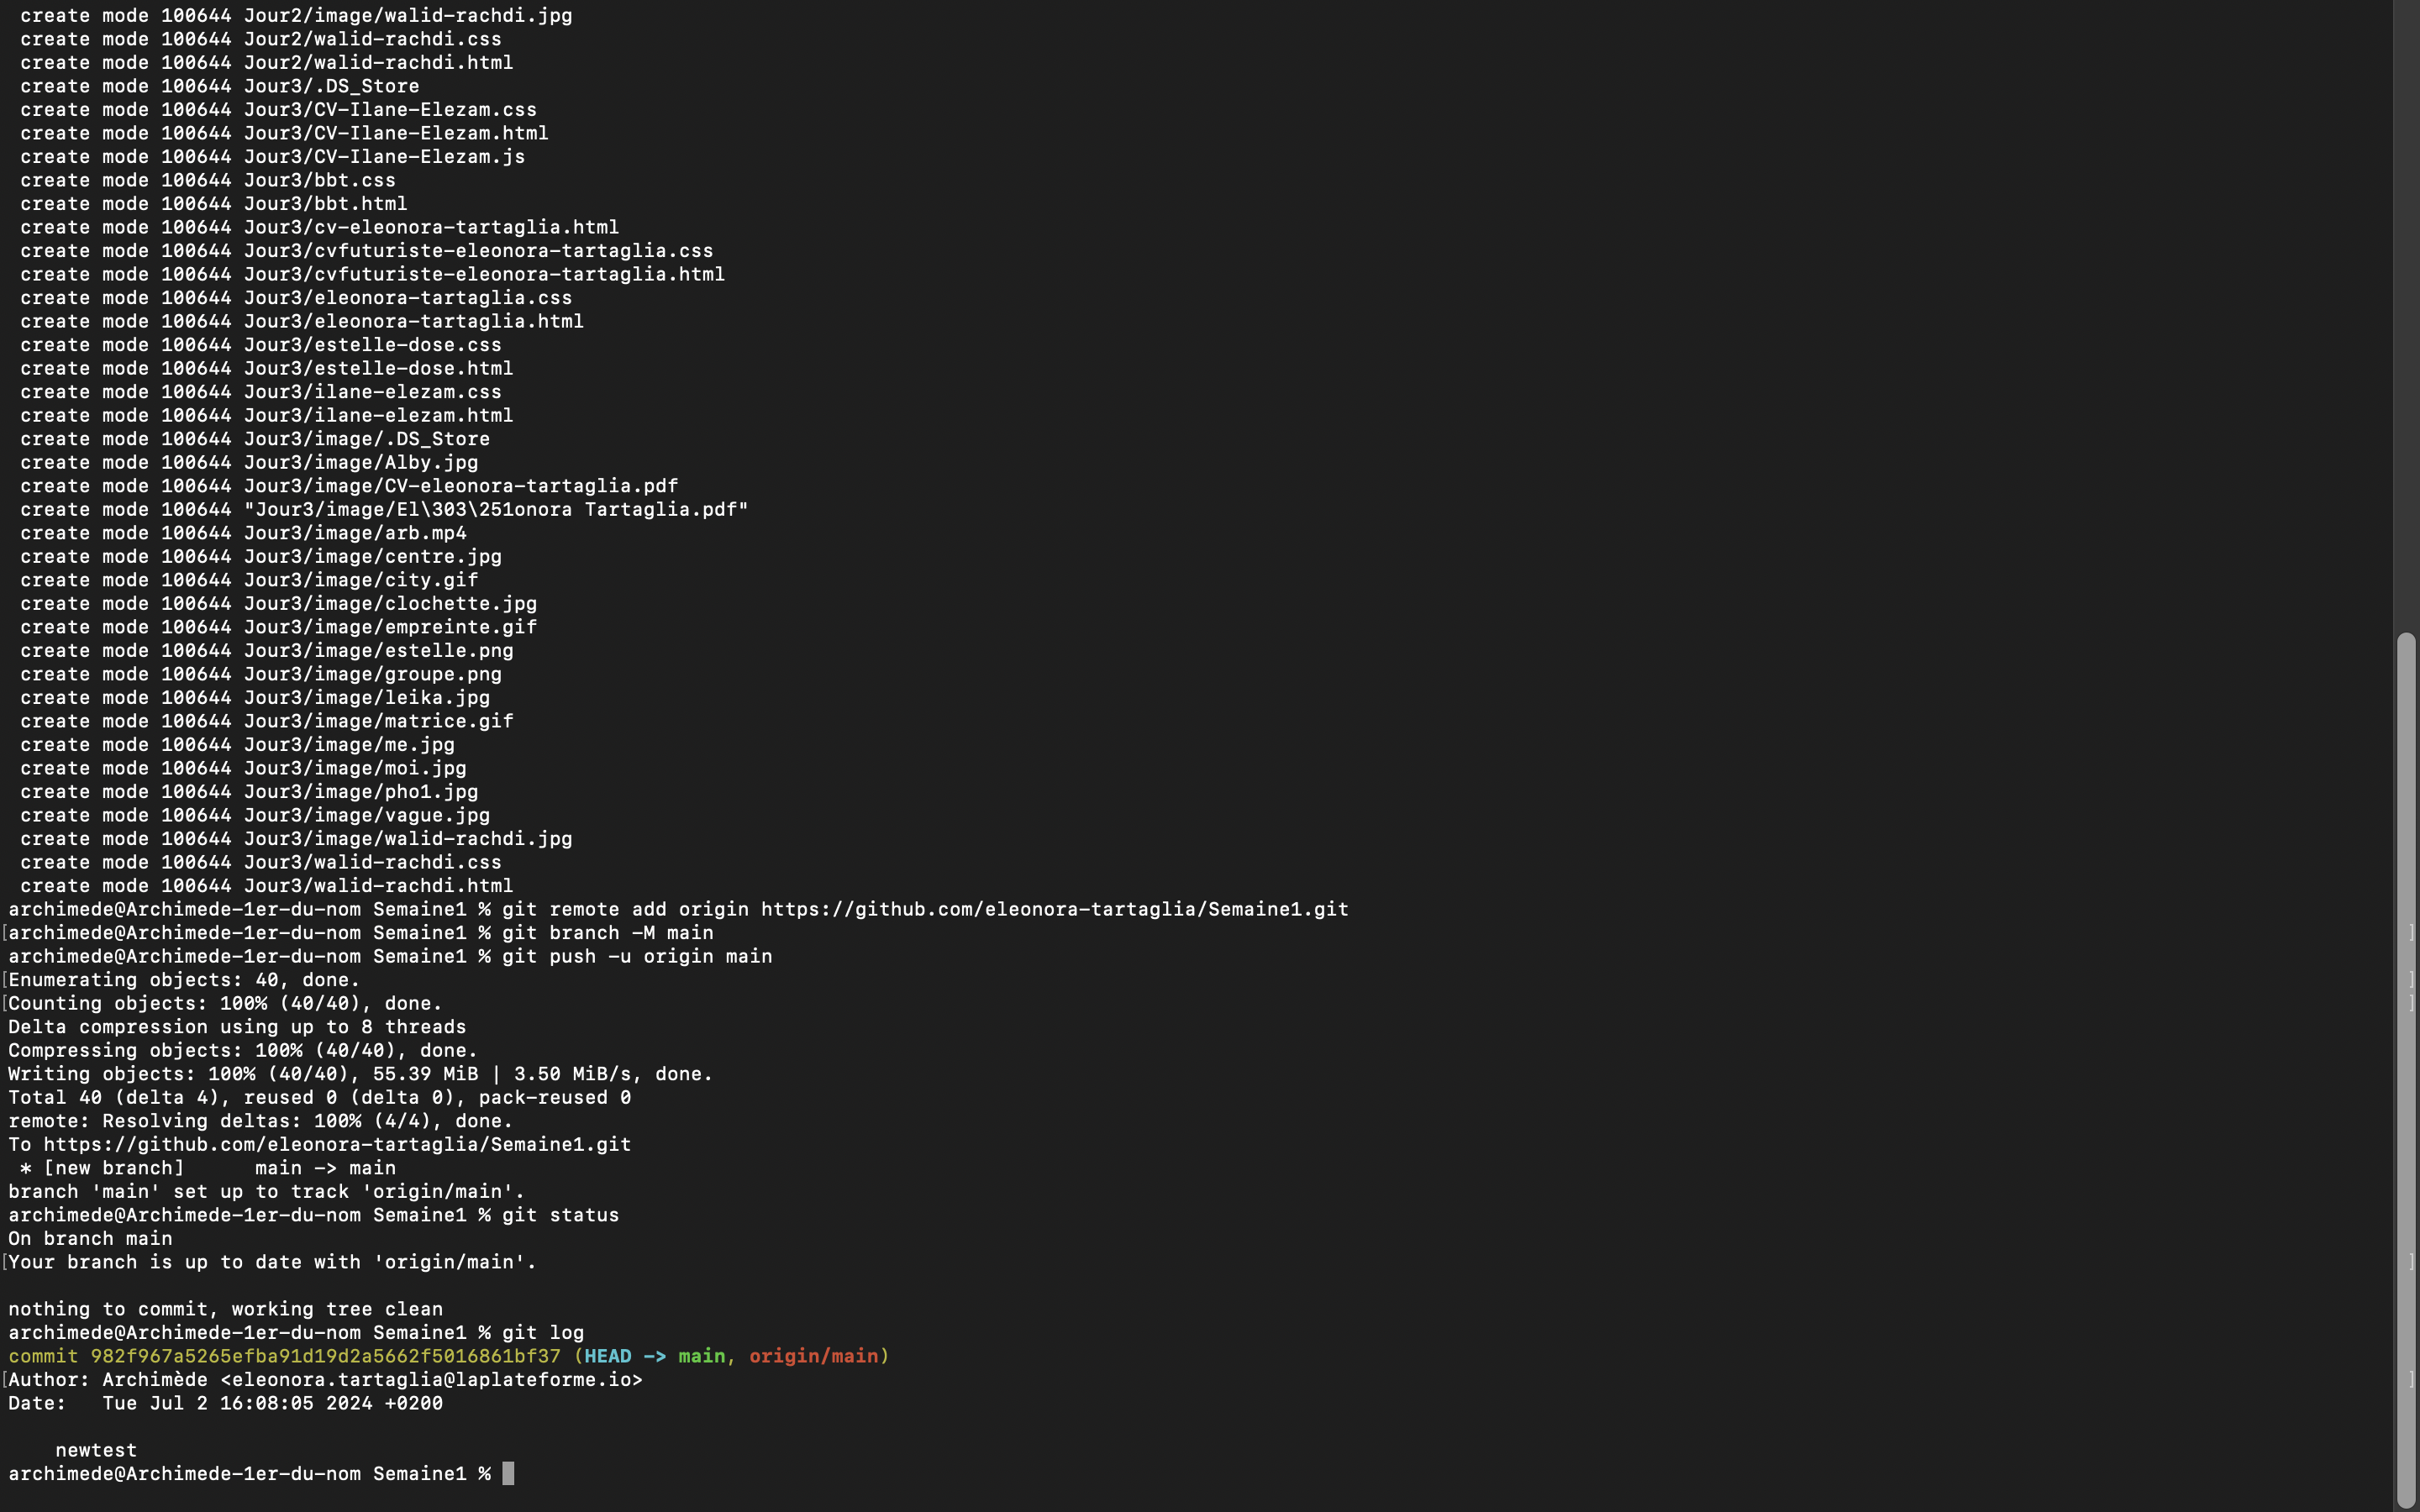 create mode 100644 Jour2/image/walid-rachdi.jpg
create mode 100644 Jour2/walid-rachdi.css
create mode 100644 Jour2/walid-rachdi.html
create mode 100644 Jour3/.DS_Store
create mode 100644 Jour3/CV-Ilane-Elezam.css
create mode 100644 Jour3/CV-Ilane-Elezam.html
create mode 100644 Jour3/CV-Ilane-Elezam.js
create mode 100644 Jour3/bbt.css
create mode 100644 Jour3/bbt.html
create mode 100644 Jour3/cv-eleonora-tartaglia.html
create mode 100644 Jour3/cvfuturiste-eleonora-tartaglia.css
create mode 100644 Jour3/cvfuturiste-eleonora-tartaglia.html
create mode 100644 Jour3/eleonora-tartaglia.css
create mode 100644 Jour3/eleonora-tartaglia.html
create mode 100644 Jour3/estelle-dose.css
create mode 100644 Jour3/estelle-dose.html
create mode 100644 Jour3/ilane-elezam.css
create mode 100644 Jour3/ilane-elezam.html
create mode 100644 Jour3/image/.DS_Store
create mode 100644 Jour3/image/Alby.jpg
create mode 100644 Jour3/image/CV-eleonora-tartaglia.pdf
create mode 100644 "Jour3/image/El\303\251onora Tartaglia.pdf"
create mode 100644 Jour3/image/arb.mp4
create mode 100644 Jour3/image/centre.jpg
create mode 100644 Jour3/image/city.gif
create mode 100644 Jour3/image/clochette.jpg
create mode 100644 Jour3/image/empreinte.gif
create mode 100644 Jour3/image/estelle.png
create mode 100644 Jour3/image/groupe.png
create mode 100644 Jour3/image/leika.jpg
create mode 100644 Jour3/image/matrice.gif
create mode 100644 Jour3/image/me.jpg
create mode 100644 Jour3/image/moi.jpg
create mode 100644 Jour3/image/pho1.jpg
create mode 100644 Jour3/image/vague.jpg
create mode 100644 Jour3/image/walid-rachdi.jpg
create mode 100644 Jour3/walid-rachdi.css
create mode 100644 Jour3/walid-rachdi.html
archimede@Archimede-1er-du-nom Semaine1 % git remote add origin https://github.com/eleonora-tartaglia/Semaine1.git
[archimede@Archimede-1er-du-nom Semaine1 % git branch -M main ]
archimede@Archimede-1er-du-nom Semaine1 % git push -u origin main
[Enumerating objects: 40, done. ]
[Counting objects: 100% (40/40), done. ]
Delta compression using up to 8 threads
Compressing objects: 100% (40/40), done.
Writing objects: 100% (40/40), 55.39 MiB | 3.50 MiB/s, done.
Total 40 (delta 4), reused 0 (delta 0), pack-reused 0
remote: Resolving deltas: 100% (4/4), done.
To https://github.com/eleonora-tartaglia/Semaine1.git
* [new branch]      main -> main
branch 'main' set up to track 'origin/main'.
archimede@Archimede-1er-du-nom Semaine1 % git status
On branch main
[Your branch is up to date with 'origin/main'. ]
nothing to commit, working tree clean
archimede@Archimede-1er-du-nom Semaine1 % git log
commit 982f967a5265efba91d19d2a5662f5016861bf37 (HEAD -> main, origin/main)
[Author: Archimède <eleonora.tartaglia@laplateforme.io> ]
Date:   Tue Jul 2 16:08:05 2024 +0200
newtest
archimede@Archimede-1er-du-nom Semaine1 %